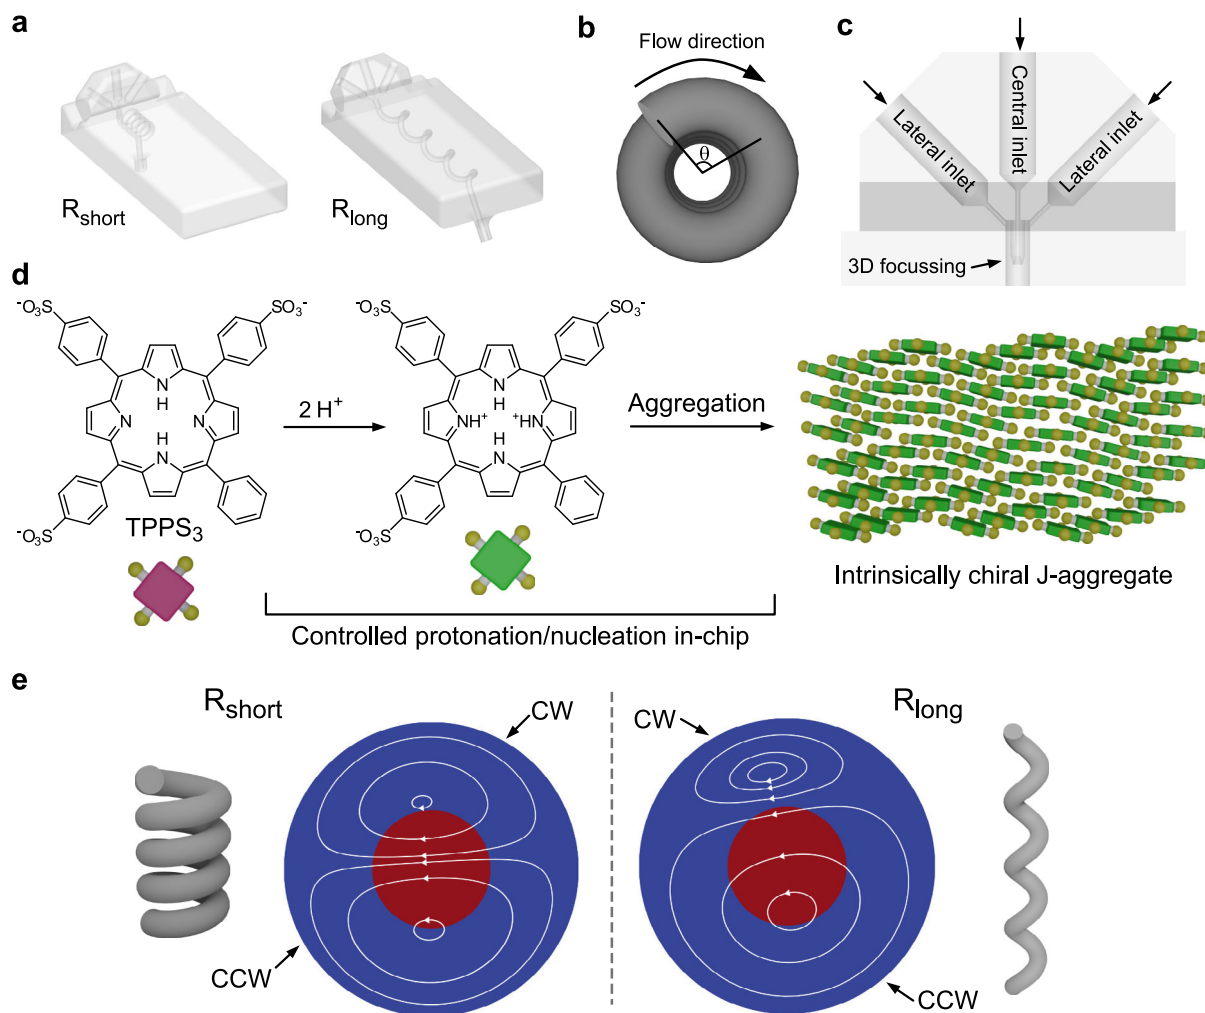 a
R_short
R_long
b
Flow direction
θ
c
Lateral inlet
Central inlet
Lateral inlet
3D focussing
d
⁻O₃S
SO₃⁻
N
H
N
N
H
N
⁻O₃S
TPPS₃
2 H⁺
⁻O₃S
SO₃⁻
N
H
NH⁺
⁺HN
H
N
⁻O₃S
Aggregation
Intrinsically chiral J-aggregate
Controlled protonation/nucleation in-chip
e
R_short
CW
CCW
CW
R_long
CCW